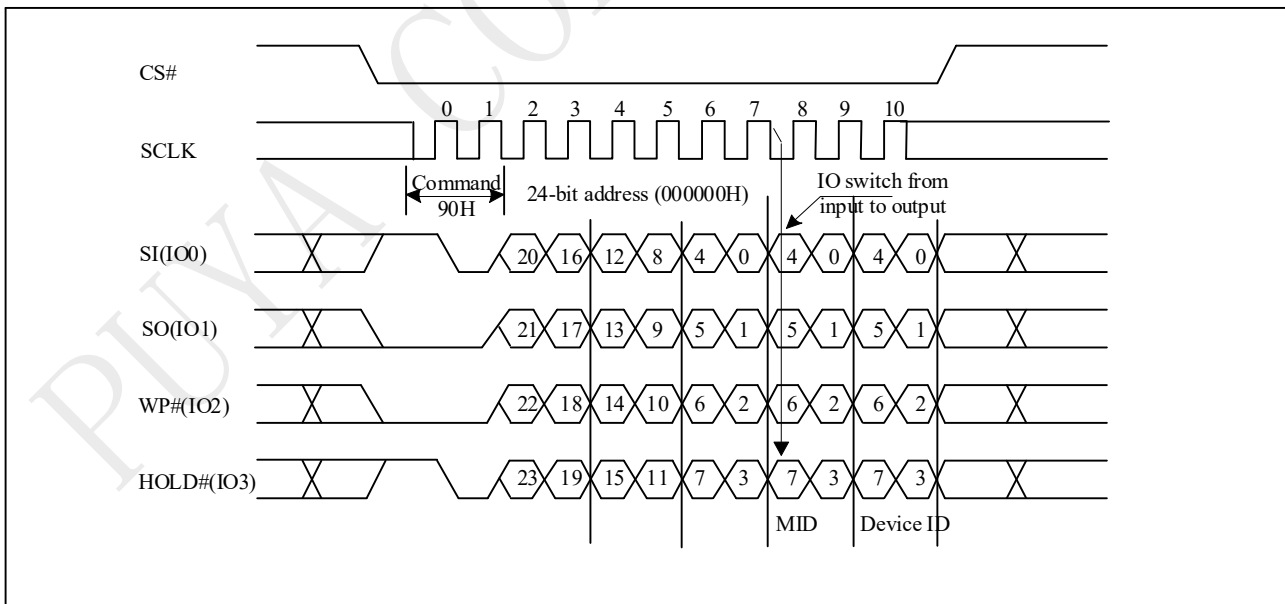 PUYA CON
CS#
0 1 2 3 4 5 6 7 8 9 10
SCLK
Command
90H
24-bit address (000000H)
IO switch from
input to output
SI(IO0)
20 16 12 8 4 0 4 0 4 0
SO(IO1)
21 17 13 9 5 1 5 1 5 1
WP#(IO2)
22 18 14 10 6 2 6 2 6 2
HOLD#(IO3)
23 19 15 11 7 3 7 3 7 3
MID
Device ID